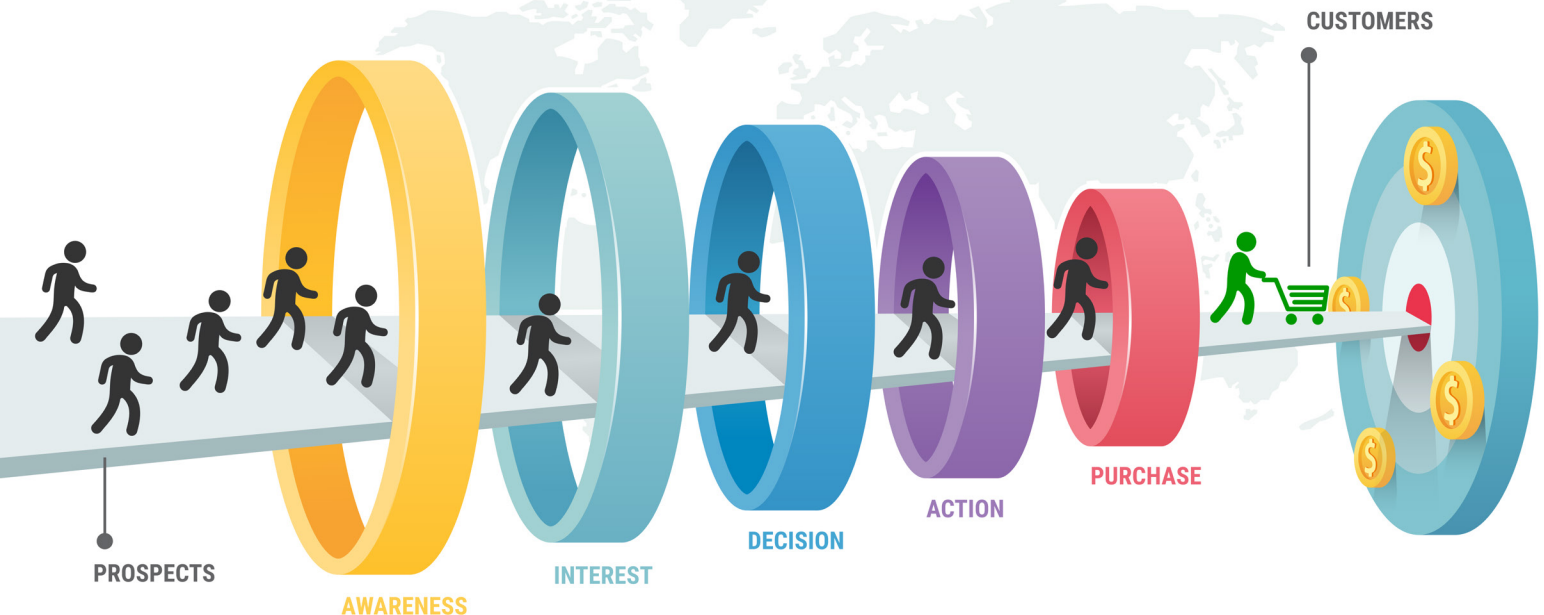 CUSTOMERS
PROSPECTS
AWARENESS
INTEREST
DECISION
ACTION
PURCHASE
$
$
$
$